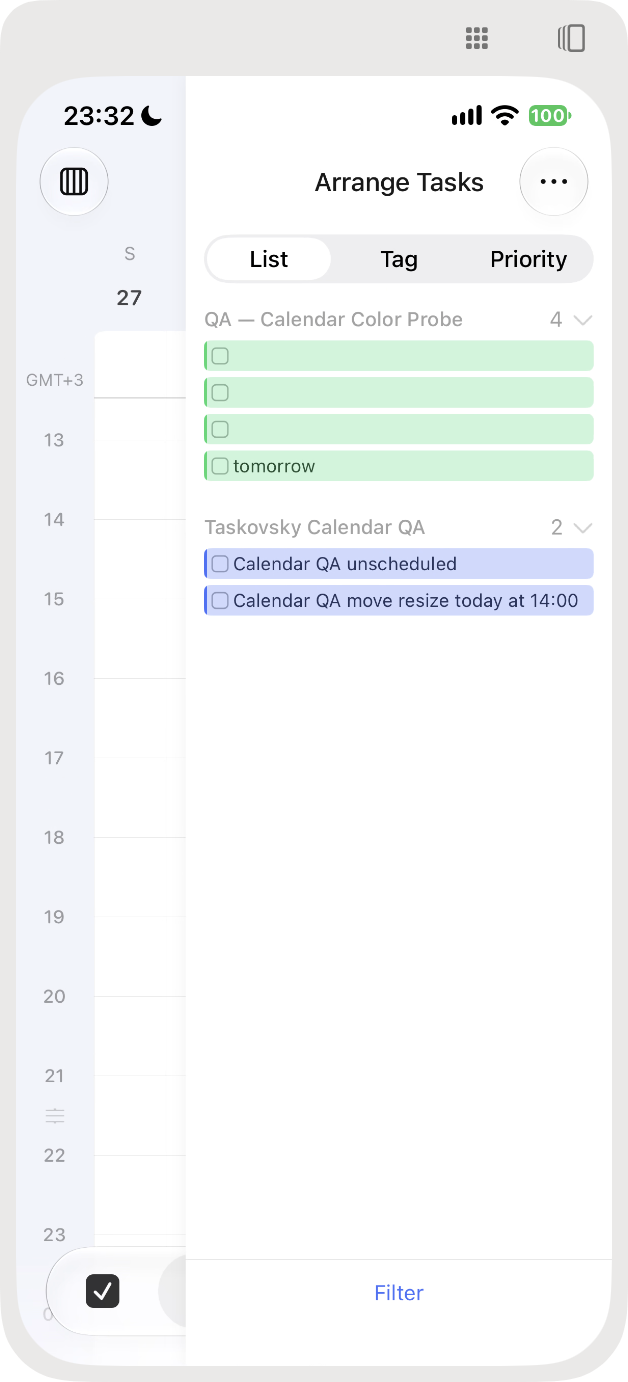 23:32
100
Arrange Tasks
S
27
List
Tag
Priority
QA — Calendar Color Probe
4
GMT+3
tomorrow
Taskovsky Calendar QA
2
Calendar QA unscheduled
Calendar QA move resize today at 14:00
13
14
15
16
17
18
19
20
21
22
23
Filter